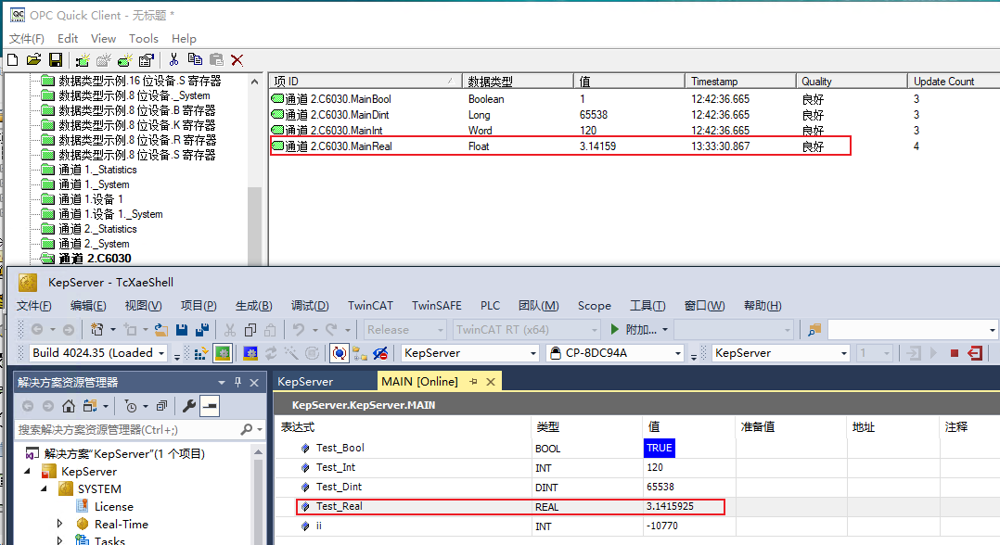 OPC Quick Client - 无标题 *
文件(F) Edit View Tools Help
项 ID 数据类型 值 Timestamp Quality Update Count
数据类型示例.16 位设备.S 寄存器
数据类型示例.8 位设备._System
数据类型示例.8 位设备.B 寄存器
数据类型示例.8 位设备.K 寄存器
数据类型示例.8 位设备.R 寄存器
数据类型示例.8 位设备.S 寄存器
通道 1._Statistics
通道 1._System
通道 1.设备 1
通道 1.设备 1._System
通道 2._Statistics
通道 2._System
通道 2.C6030
通道 2.C6030.MainBool Boolean 1 12:42:36.665 良好 3
通道 2.C6030.MainDint Long 65538 12:42:36.665 良好 3
通道 2.C6030.MainInt Word 120 12:42:36.665 良好 3
通道 2.C6030.MainReal Float 3.14159 13:33:30.867 良好 4
KepServer - TcXaeShell
文件(F) 编辑(E) 视图(V) 项目(P) 生成(B) 调试(D) TwinCAT TwinSAFE PLC 团队(M) Scope 工具(T) 窗口(W) 帮助(H)
Release TwinCAT RT (x64) 附加...
Build 4024.35 (Loaded KepServer CP-8DC94A KepServer 1
解决方案资源管理器
搜索解决方案资源管理器(Ctrl+;)
解决方案"KepServer"(1 个项目)
KepServer
SYSTEM
License
Real-Time
Tasks
KepServer MAIN [Online]
KepServer.KepServer.MAIN
表达式 类型 值 准备值 地址 注释
Test_Bool BOOL TRUE
Test_Int INT 120
Test_Dint DINT 65538
Test_Real REAL 3.1415925
ii INT -10770